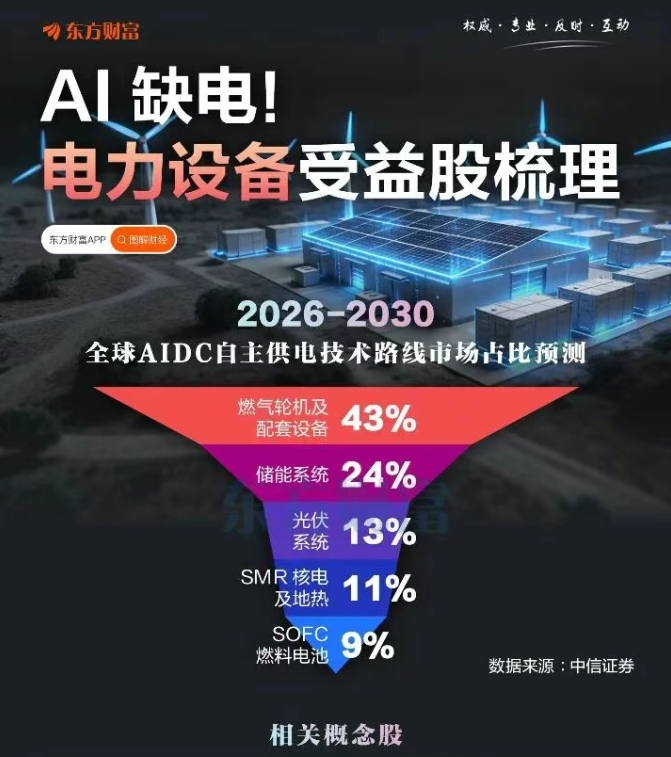 东方财富
权威·专业·及时·互动
AI 缺电!
电力设备受益股梳理
东方财富APP
图解财经
2026-2030
全球AIDC自主供电技术路线市场占比预测
燃气轮机及
配套设备
43%
储能系统
24%
光伏
系统
13%
SMR 核电
及地热
11%
SOFC
燃料电池
9%
东方财富
数据来源:中信证券
相关概念股